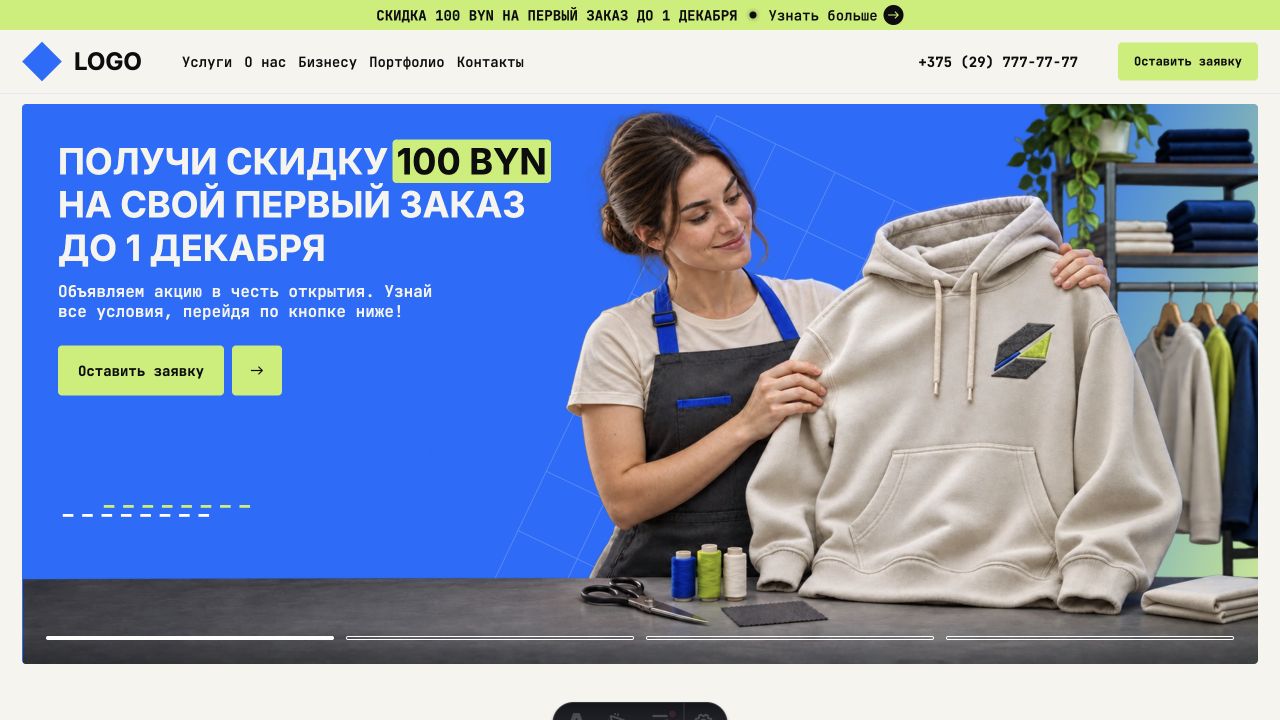 СКИДКА 100 BYN НА ПЕРВЫЙ ЗАКАЗ ДО 1 ДЕКАБРЯ • Узнать больше →
LOGO
Услуги О нас Бизнесу Портфолио Контакты
+375 (29) 777-77-77
Оставить заявку
ПОЛУЧИ СКИДКУ 100 BYN
НА СВОЙ ПЕРВЫЙ ЗАКАЗ
ДО 1 ДЕКАБРЯ
Объявляем акцию в честь открытия. Узнай
все условия, перейдя по кнопке ниже!
Оставить заявку →